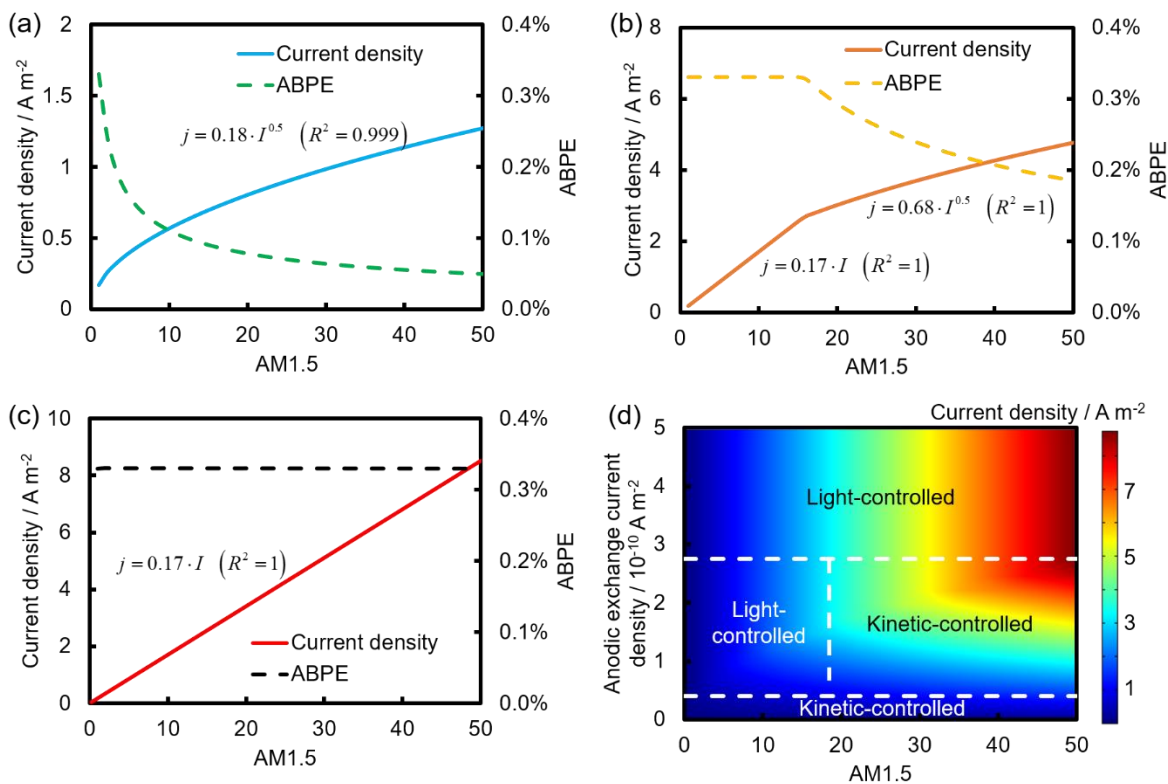 (a)
2
1.5
1
0.5
0
Current density / A m-2
0.4%
0.3%
0.2%
0.1%
0.0%
ABPE
Current density
ABPE
j = 0.18 · I^0.5 (R^2 = 0.999)
0 10 20 30 40 50
AM1.5
(b)
8
6
4
2
0
Current density / A m-2
0.4%
0.3%
0.2%
0.1%
0.0%
ABPE
Current density
ABPE
j = 0.68 · I^0.5 (R^2 = 1)
j = 0.17 · I (R^2 = 1)
0 10 20 30 40 50
AM1.5
(c)
10
8
6
4
2
0
Current density / A m-2
0.4%
0.3%
0.2%
0.1%
0.0%
ABPE
j = 0.17 · I (R^2 = 1)
Current density
ABPE
0 10 20 30 40 50
AM1.5
(d)
Current density / A m-2
5
4
3
2
1
0
Anodic exchange current
density / 10-10 A m-2
Light-controlled
Light-
controlled
Kinetic-controlled
Kinetic-controlled
7
5
3
1
0 10 20 30 40 50
AM1.5